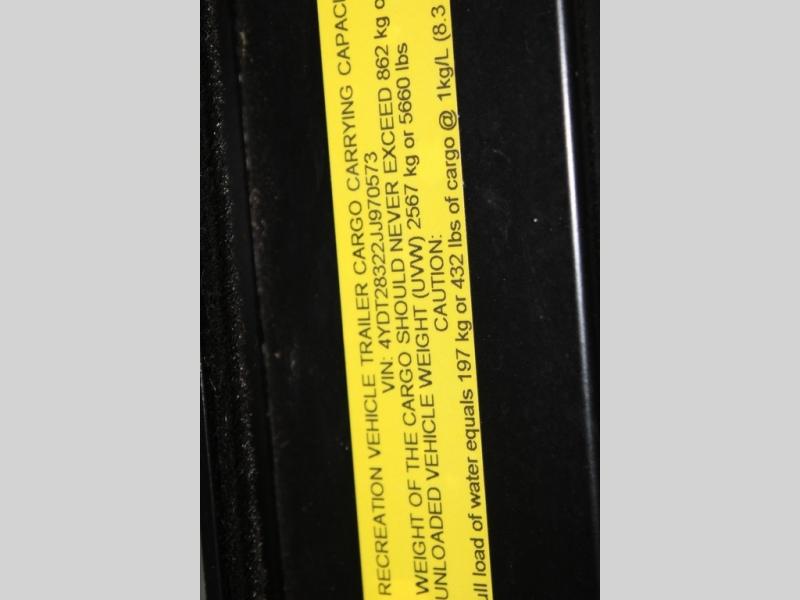 RECREATION VEHICLE TRAILER CARGO CARRYING
VIN: 4YDT28322JJ970573
WEIGHT OF THE CARGO SHOULD NEVER EXCEED 862 kg
UNLOADED VEHICLE WEIGHT (UVW) 2567 kg or 5660 lbs
CAUTION:
load of water equals 197 kg or 432 lbs of cargo @ 1kg/L (8.3